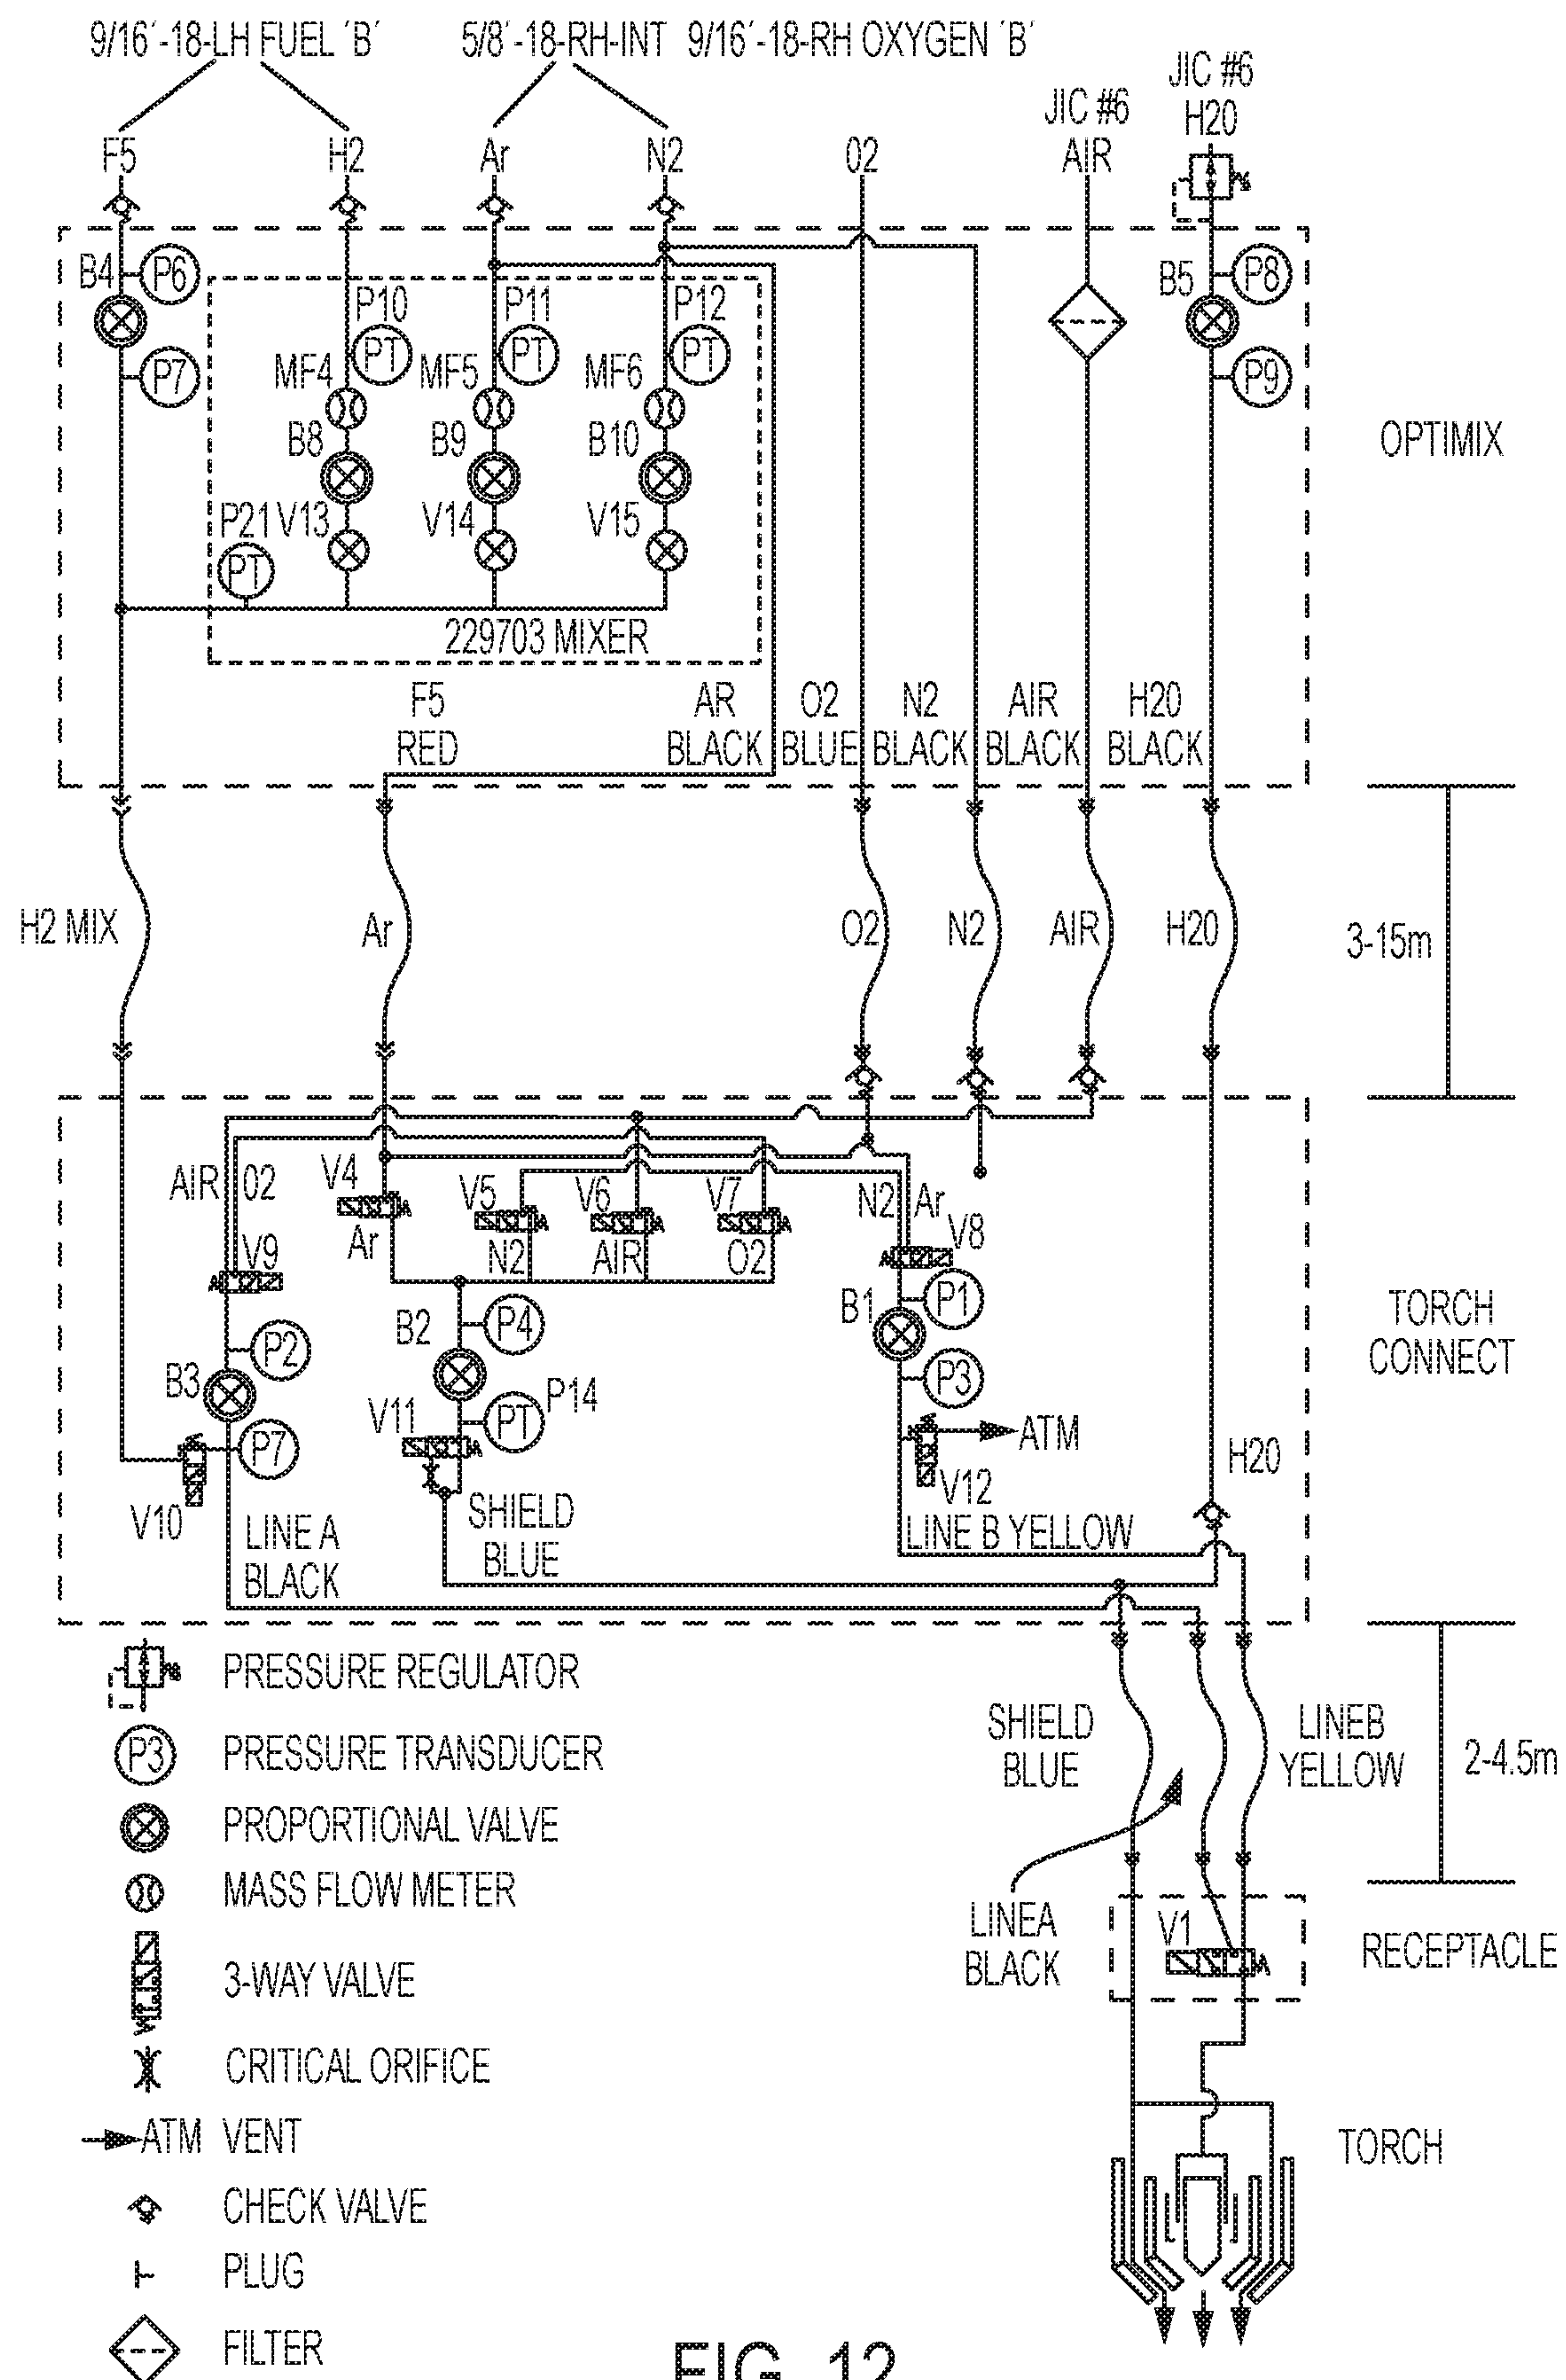 9/16´-18-LH FUEL ´B´ 5/8´-18-RH-INT 9/16´-18-RH OXYGEN ´B´
JIC #6
H20
JIC #6
AIR
F5 H2 Ar N2 02
B4 P6
P7
P10 P11 P12
PT PT PT
MF4 MF5 MF6
B8 B9 B10
P21 V13 V14 V15
PT
229703 MIXER
B5 P8
P9
OPTIMIX
F5
RED
AR
BLACK
O2
BLUE
N2
BLACK
AIR
BLACK
H20
BLACK
H2 MIX Ar O2 N2 AIR H20
3-15m
AIR 02 V4 V5 V6 V7 N2 Ar V8
Ar N2 AIR O2
V9
B2 P4
B1 P1
P3
P2
B3
P7
V10
V11 PT P14
ATM
V12
H20
TORCH
CONNECT
LINE A
BLACK
SHIELD
BLUE
LINE B YELLOW
PRESSURE REGULATOR
P3 PRESSURE TRANSDUCER
PROPORTIONAL VALVE
MASS FLOW METER
3-WAY VALVE
CRITICAL ORIFICE
ATM VENT
CHECK VALVE
PLUG
FILTER
SHIELD
BLUE
LINEB
YELLOW
2-4.5m
LINEA
BLACK
V1
RECEPTACLE
TORCH
FIG. 12